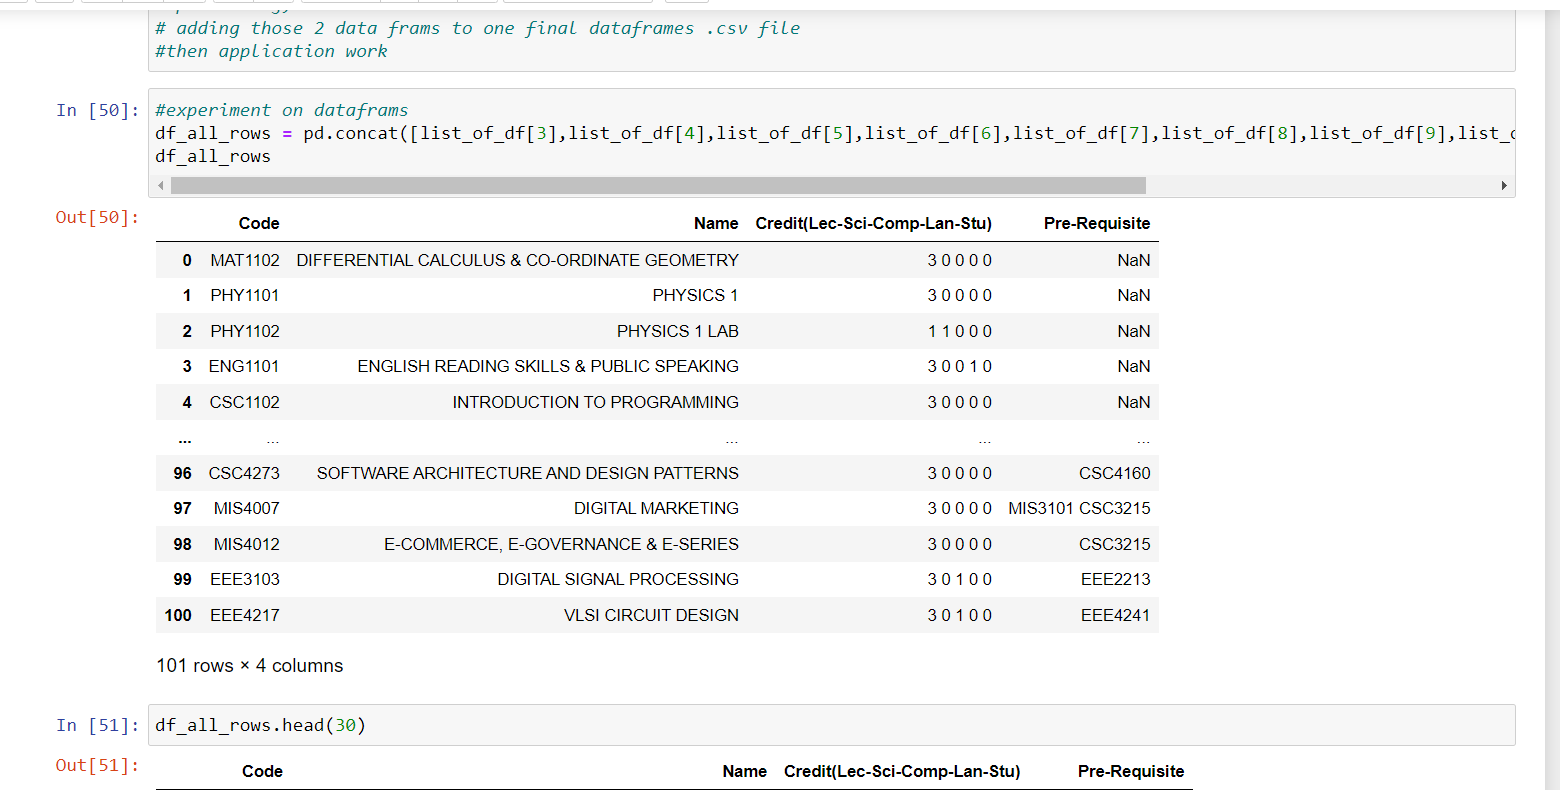 # adding those 2 data frams to one final dataframes .csv file
#then application work
In [50]:
#experiment on dataframs
df_all_rows = pd.concat([list_of_df[3],list_of_df[4],list_of_df[5],list_of_df[6],list_of_df[7],list_of_df[8],list_of_df[9],list_
df_all_rows
Out[50]:
Code Name Credit(Lec-Sci-Comp-Lan-Stu) Pre-Requisite
0 MAT1102 DIFFERENTIAL CALCULUS & CO-ORDINATE GEOMETRY 3 0 0 0 0 NaN
1 PHY1101 PHYSICS 1 3 0 0 0 0 NaN
2 PHY1102 PHYSICS 1 LAB 1 1 0 0 0 NaN
3 ENG1101 ENGLISH READING SKILLS & PUBLIC SPEAKING 3 0 0 1 0 NaN
4 CSC1102 INTRODUCTION TO PROGRAMMING 3 0 0 0 0 NaN
... ... ... ... ...
96 CSC4273 SOFTWARE ARCHITECTURE AND DESIGN PATTERNS 3 0 0 0 0 CSC4160
97 MIS4007 DIGITAL MARKETING 3 0 0 0 0 MIS3101 CSC3215
98 MIS4012 E-COMMERCE, E-GOVERNANCE & E-SERIES 3 0 0 0 0 CSC3215
99 EEE3103 DIGITAL SIGNAL PROCESSING 3 0 1 0 0 EEE2213
100 EEE4217 VLSI CIRCUIT DESIGN 3 0 1 0 0 EEE4241
101 rows × 4 columns
In [51]:
df_all_rows.head(30)
Out[51]:
Code Name Credit(Lec-Sci-Comp-Lan-Stu) Pre-Requisite